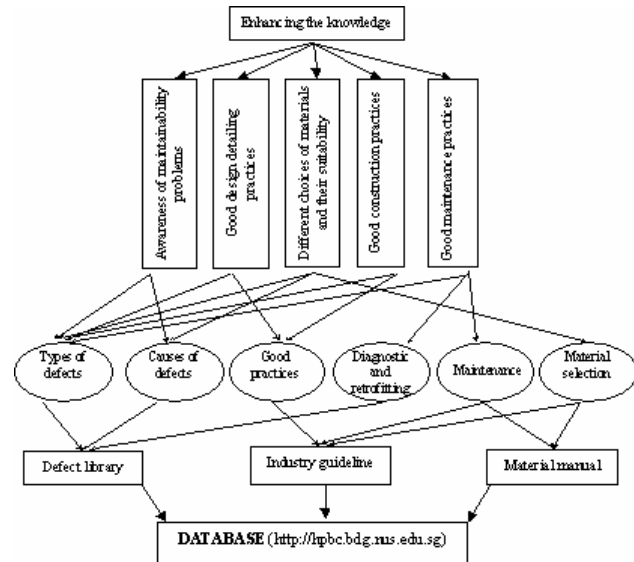 Enhancing the knowledge
Awareness of maintainability
problems
Good design detailing
practices
Different choices of materials
and their suitability
Good construction practices
Good maintenance practices
Types of
defects
Causes of
defects
Good
practices
Diagnostic
and
retrofitting
Maintenance
Material
selection
Defect library
Industry guideline
Material manual
DATABASE (http://hpbc.bdg.nus.edu.sg)